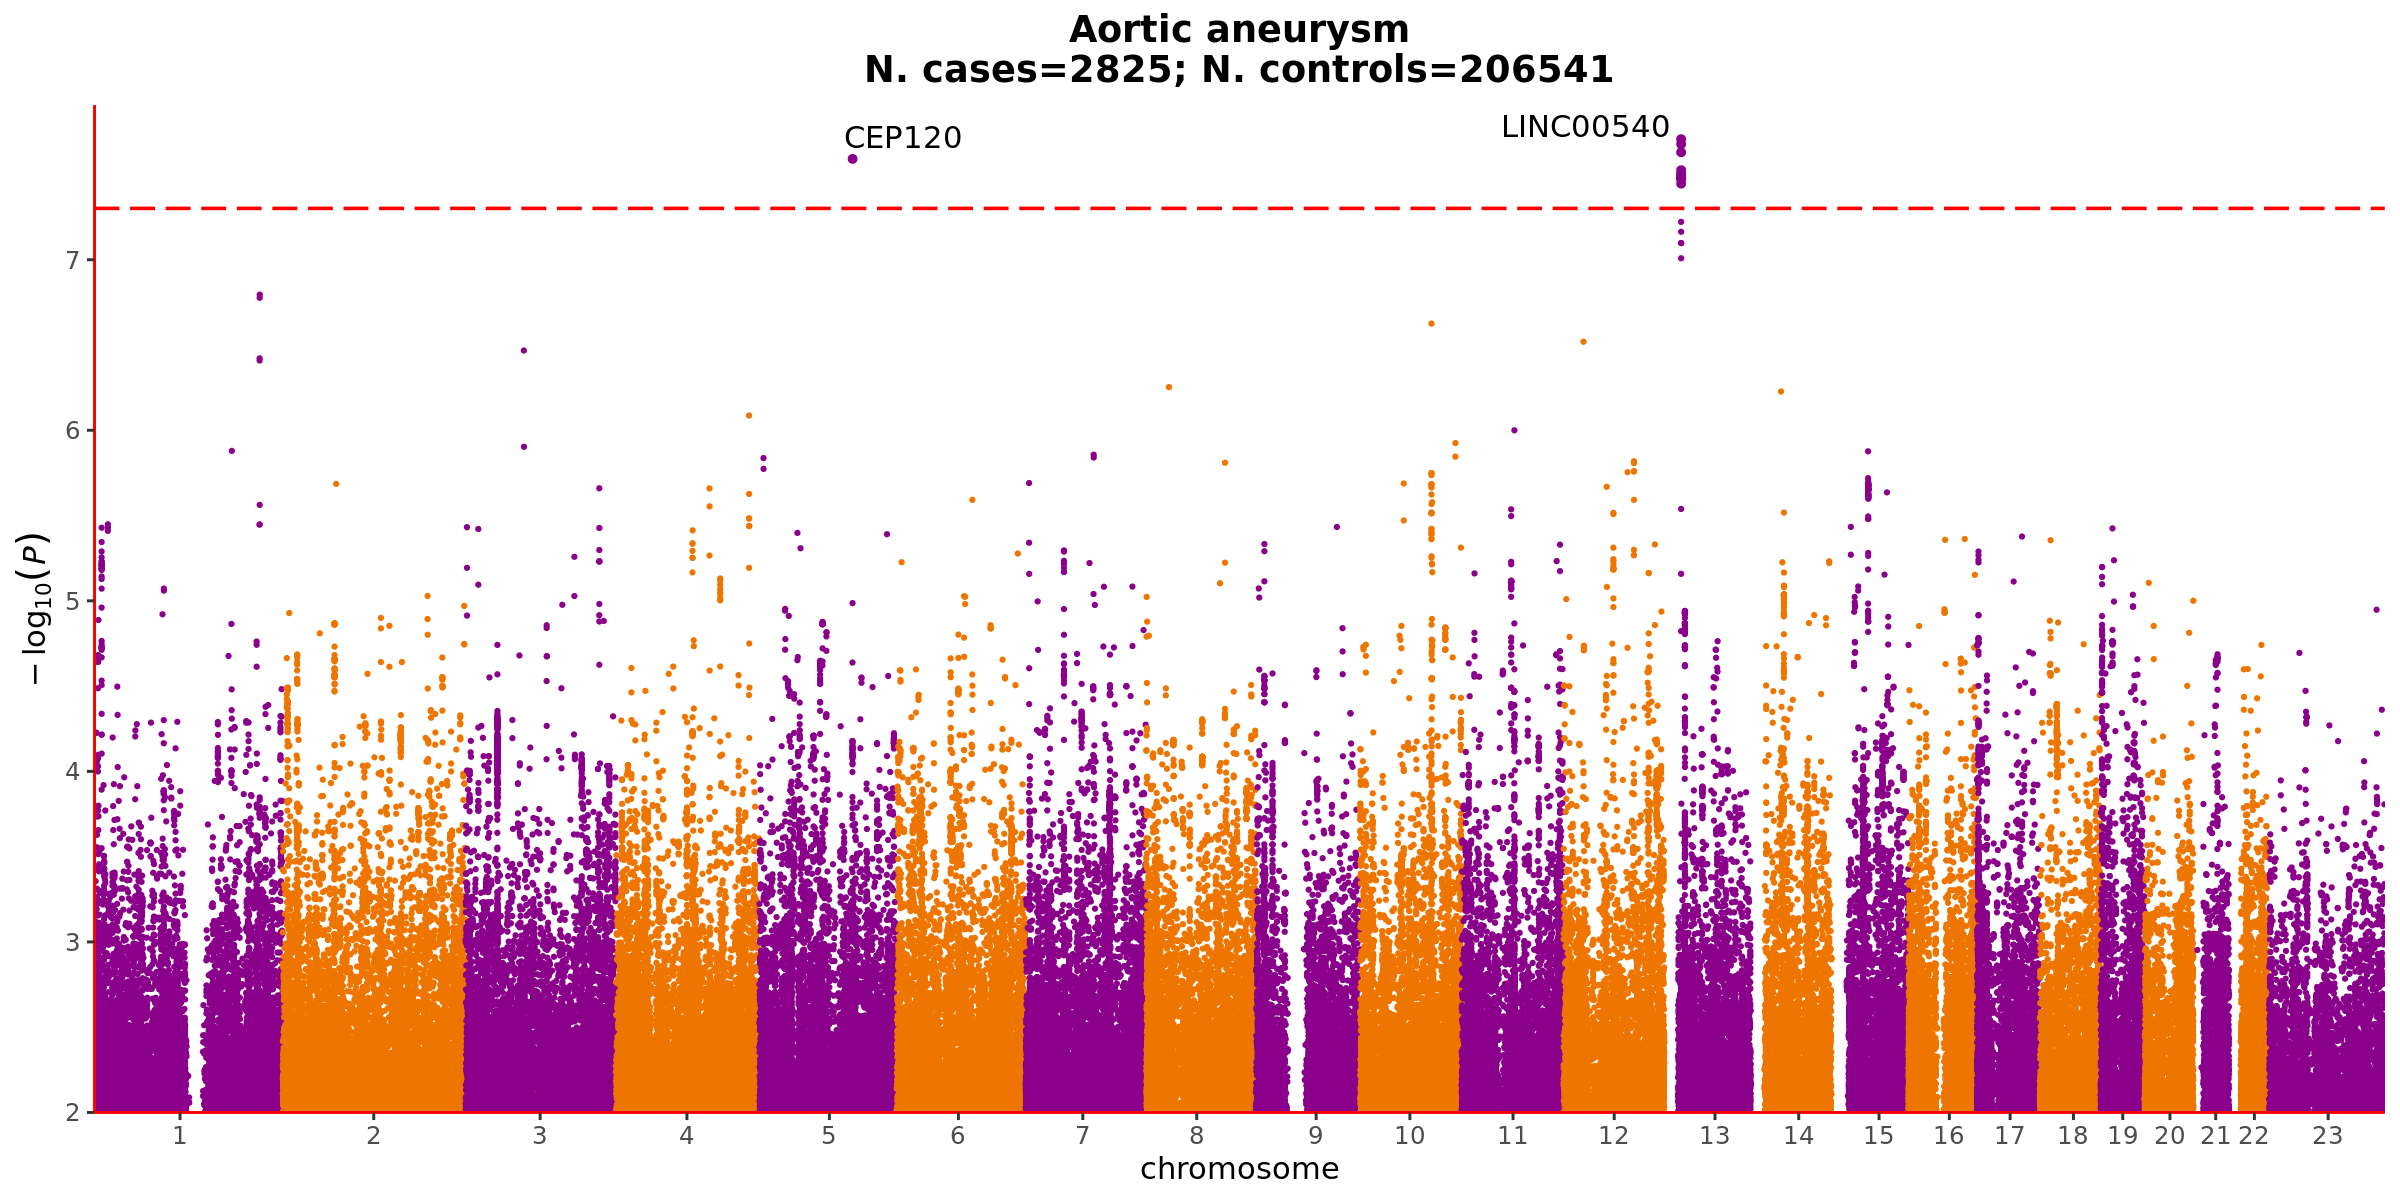 Aortic aneurysm
N. cases=2825; N. controls=206541
CEP120
LINC00540
7
6
5
4
3
2
−log10(P)
1 2 3 4 5 6 7 8 9 10 11 12 13 14 15 16 17 18 19 20 21 22 23
chromosome